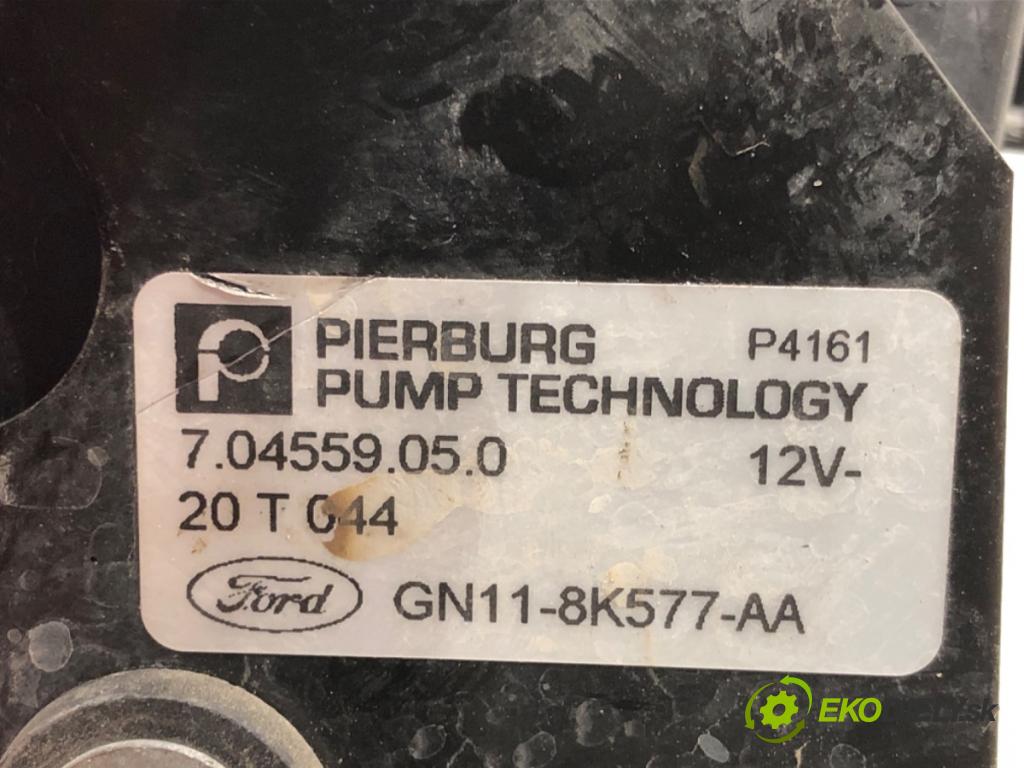 PIERBURG P4161
PUMP TECHNOLOGY
7.04559.05.0 12V-
20 T 044
Ford GN11-8K577-AA
EKO